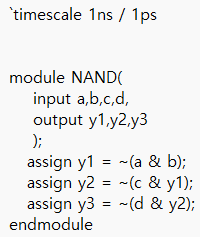 `timescale 1ns / 1ps
module NAND(
input a,b,c,d,
output y1,y2,y3
);
assign y1 = ~(a & b);
assign y2 = ~(c & y1);
assign y3 = ~(d & y2);
endmodule